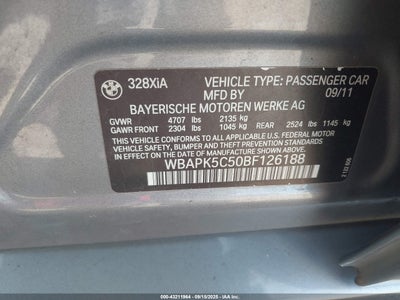 328XiA
VEHICLE TYPE: PASSENGER CAR
MFD BY
09/11
BAYERISCHE MOTOREN WERKE AG
GVWR 4707 lbs 2135 kg
GAWR FRONT 2304 lbs 1045 kg REAR 2524 lbs 1145 kg
THIS VEHICLE CONFORMS TO ALL APPLICABLE FEDERAL MOTOR VEHICLE
SAFETY, BUMPER AND THEFT PREVENTION STANDARDS IN EFFECT
ON THE DATE OF MANUFACTURE SHOWN ABOVE.
WBAPK5C50BF126188
000-43211964 - 09/15/2025 - IAA Inc.